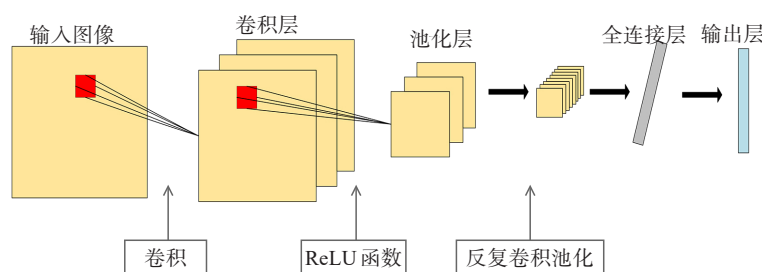 输入图像
卷积层
池化层
全连接层
输出层
卷积
ReLU 函数
反复卷积池化